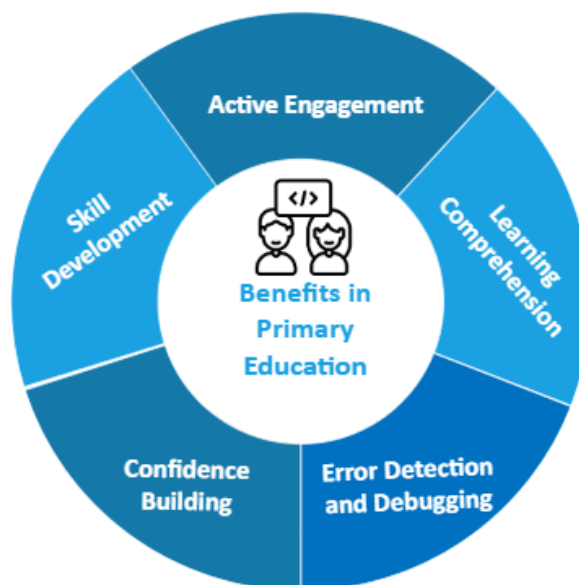 Active Engagement
Learning
Comprehension
Error Detection
and Debugging
Confidence
Building
Skill
Development
</>
Benefits in
Primary
Education